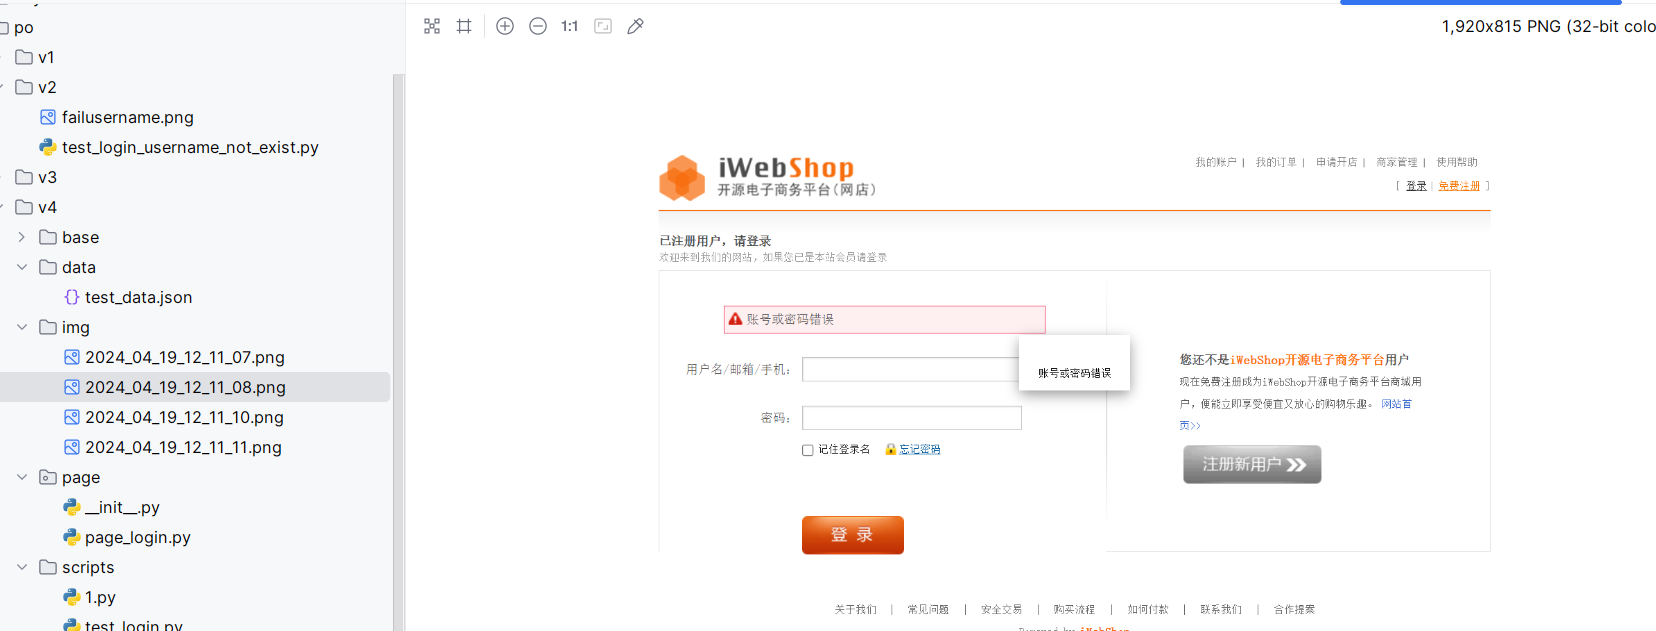 po
v1
v2
failusername.png
test_login_username_not_exist.py
v3
v4
base
data
test_data.json
img
2024_04_19_12_11_07.png
2024_04_19_12_11_08.png
2024_04_19_12_11_10.png
2024_04_19_12_11_11.png
page
__init__.py
page_login.py
scripts
1.py
test_login.py
1:1
1,920x815 PNG (32-bit colo
iWebShop
开源电子商务平台(网店)
我的账户 | 我的订单 | 申请开店 | 商家管理 | 使用帮助
[ 登录 | 免费注册 ]
已注册用户，请登录
欢迎来到我们的网站，如果您已是本站会员请登录
账号或密码错误
用户名/邮箱/手机：
账号或密码错误
密码：
记住登录名 忘记密码
登 录
您还不是iWebShop开源电子商务平台用户
现在免费注册成为iWebShop开源电子商务平台商城用
户，便能立即享受便宜又放心的购物乐趣。 网站首
页>>
注册新用户
关于我们 | 常见问题 | 安全交易 | 购买流程 | 如何付款 | 联系我们 | 合作提案
Powered by iWebShop